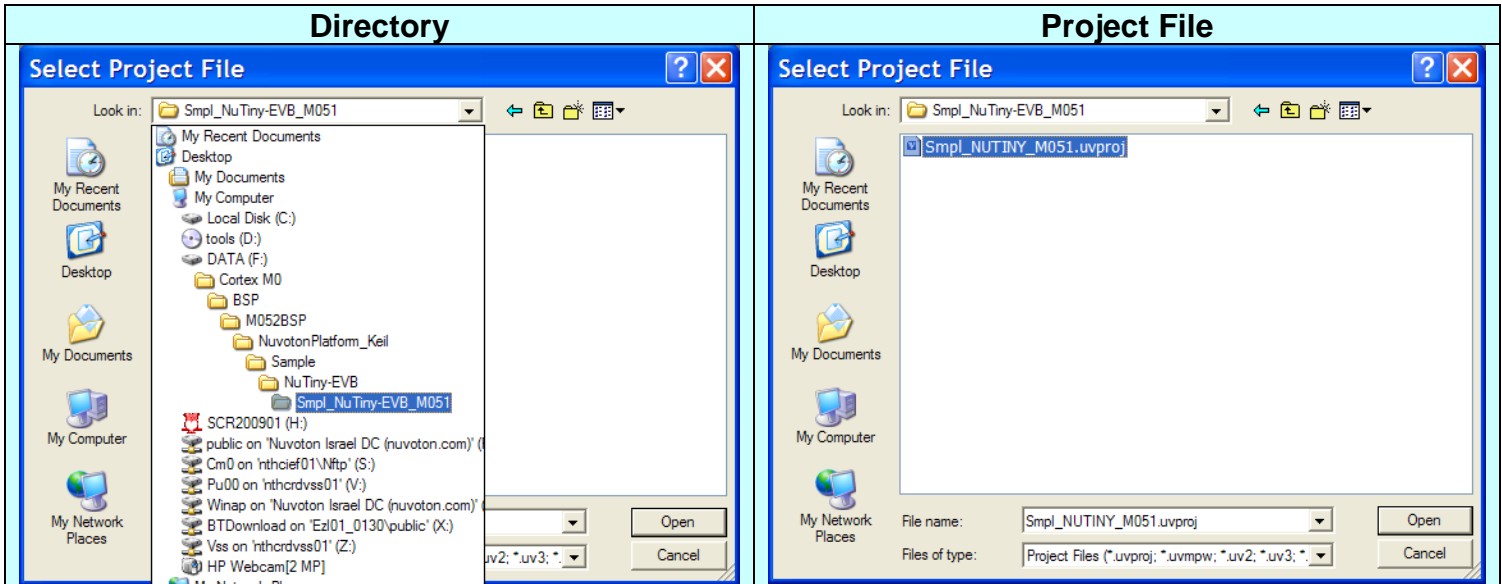 Directory
Project File
Select Project File
Look in:
Smpl_NuTiny-EVB_M051
My Recent Documents
Desktop
My Documents
My Computer
Local Disk (C:)
tools (D:)
DATA (F:)
Cortex M0
BSP
M052BSP
NuvotonPlatform_Keil
Sample
NuTiny-EVB
Smpl_NuTiny-EVB_M051
SCR200901 (H:)
public on 'Nuvoton Israel DC (nuvoton.com)' (
Cm0 on 'nthcief01\Nftp' (S:)
Pu00 on 'nthcrdvss01' (V:)
Winap on 'Nuvoton Israel DC (nuvoton.com)' (
BTDownload on 'Ezl01_0130\public' (X:)
Vss on 'nthcrdvss01' (Z:)
HP Webcam[2 MP]
My Recent
Documents
Desktop
My Documents
My Computer
My Network
Places
Open
uv2; *.uv3; *.
Cancel
Select Project File
Look in:
Smpl_NuTiny-EVB_M051
Smpl_NUTINY_M051.uvproj
My Recent
Documents
Desktop
My Documents
My Computer
My Network
Places
File name:
Smpl_NUTINY_M051.uvproj
Open
Files of type:
Project Files (*.uvproj; *.uvmpw; *.uv2; *.uv3; *.
Cancel